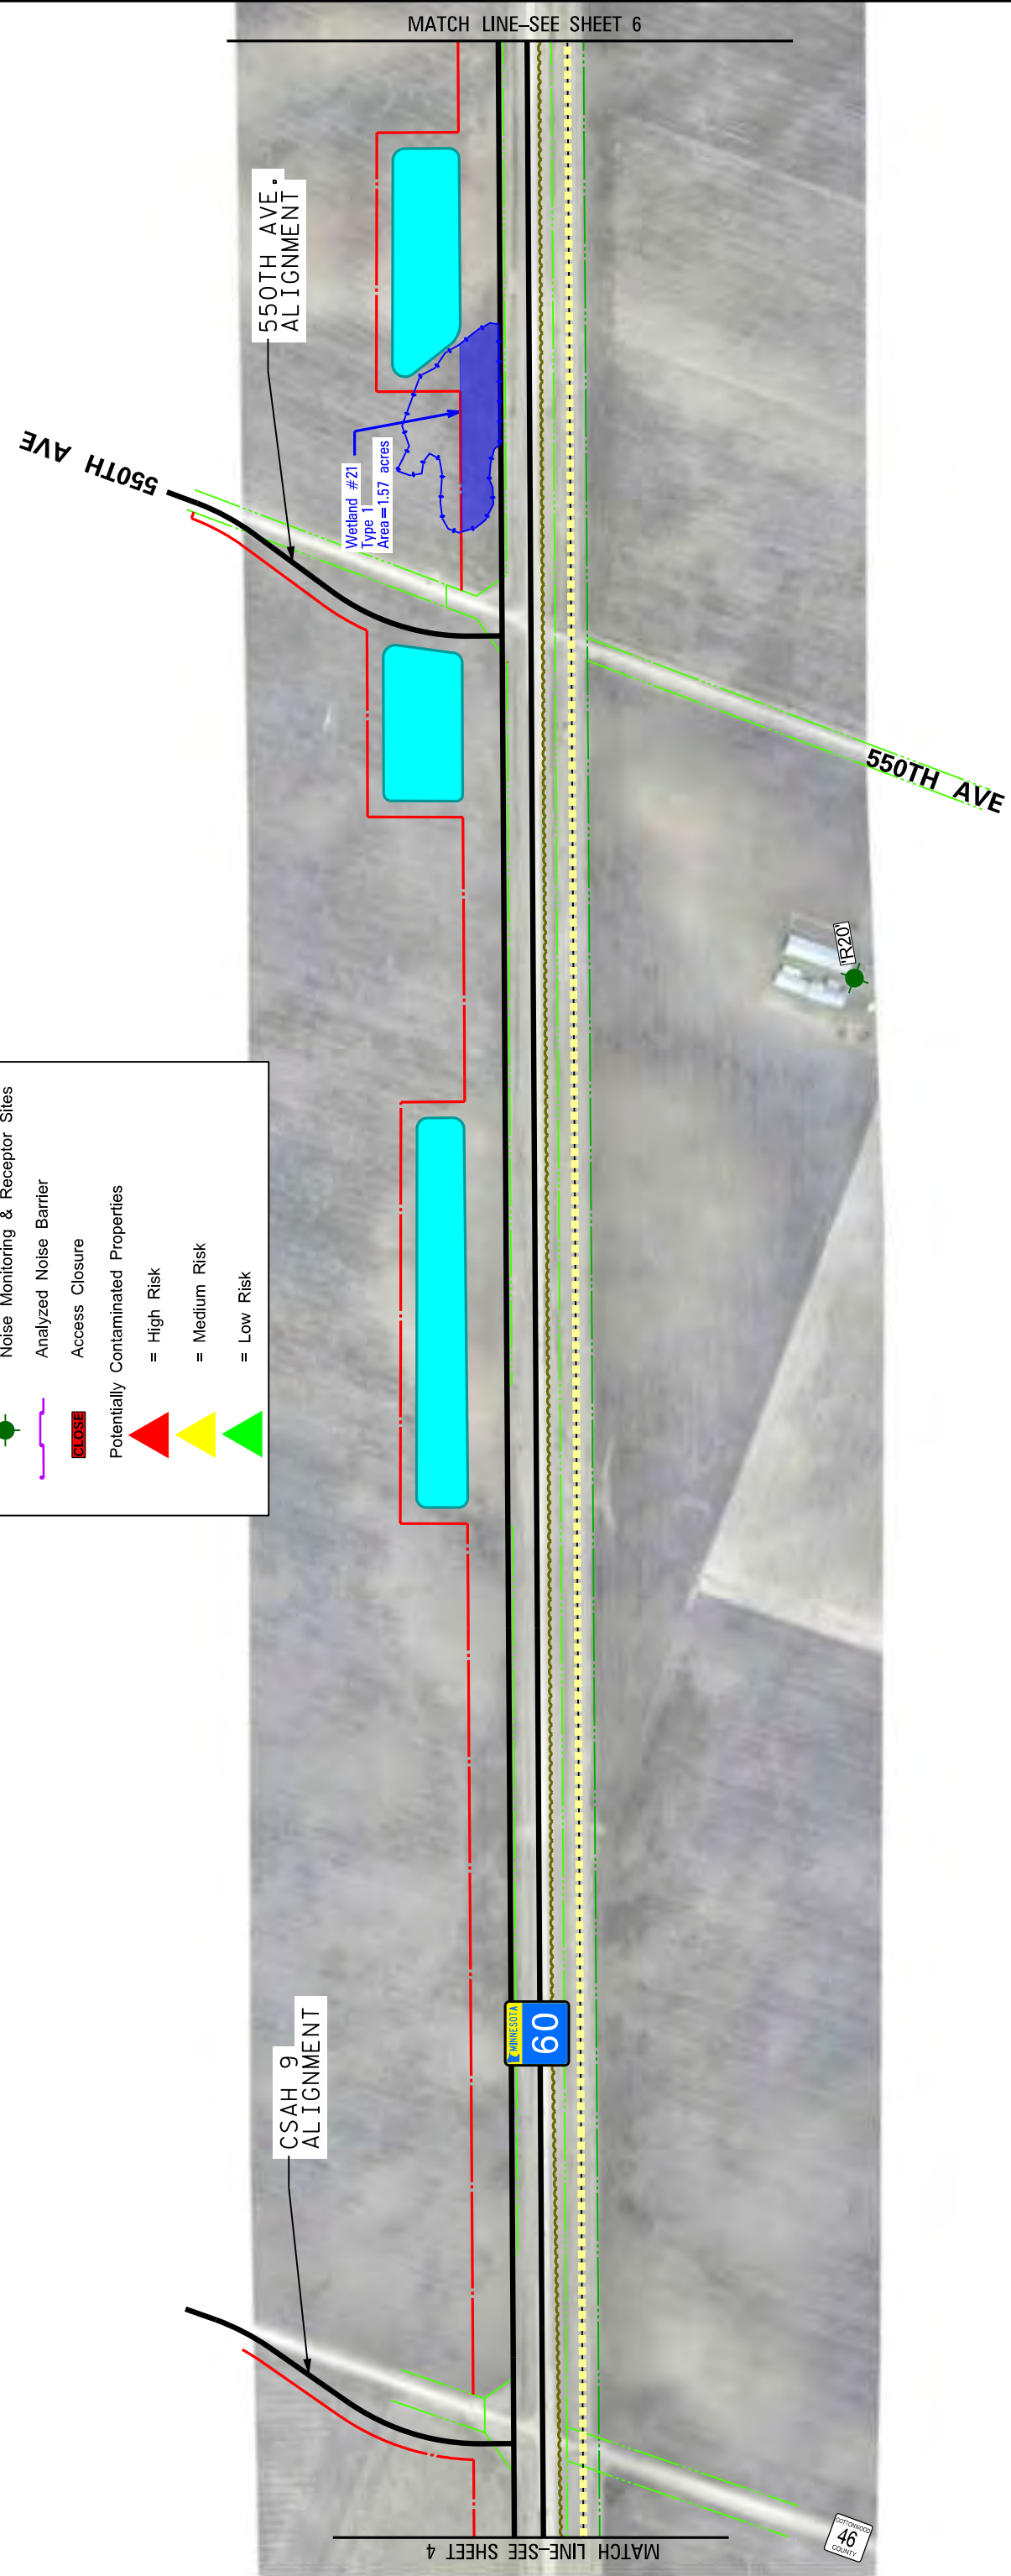 MATCH LINE–SEE SHEET 6
550TH AVE.
ALIGNMENT
550TH AVE
Wetland #21
Type 1
Area=1.57 acres
550TH AVE
'R20'
Noise Monitoring & Receptor Sites
Analyzed Noise Barrier
CLOSE
Access Closure
Potentially Contaminated Properties
= High Risk
= Medium Risk
= Low Risk
MINNESOTA
60
CSAH 9
ALIGNMENT
COTTONWOOD
46
COUNTY
MATCH LINE–SEE SHEET 4